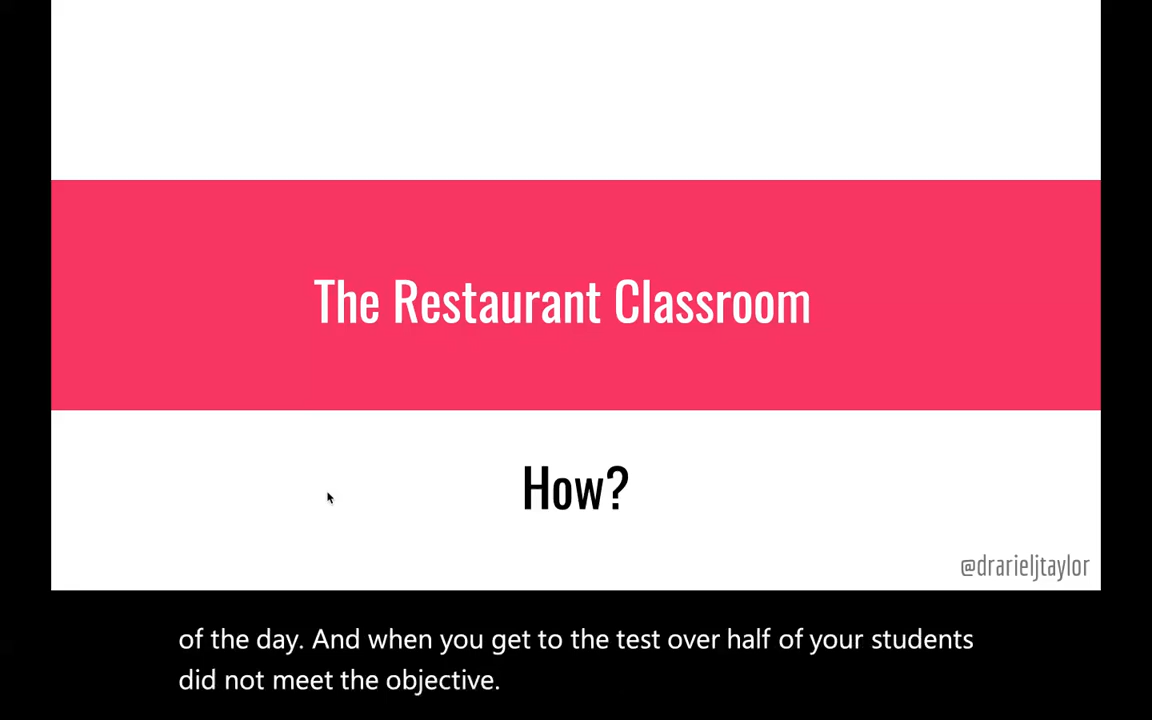 The Restaurant Classroom
How?
@drarieljtaylor
of the day. And when you get to the test over half of your students
did not meet the objective.